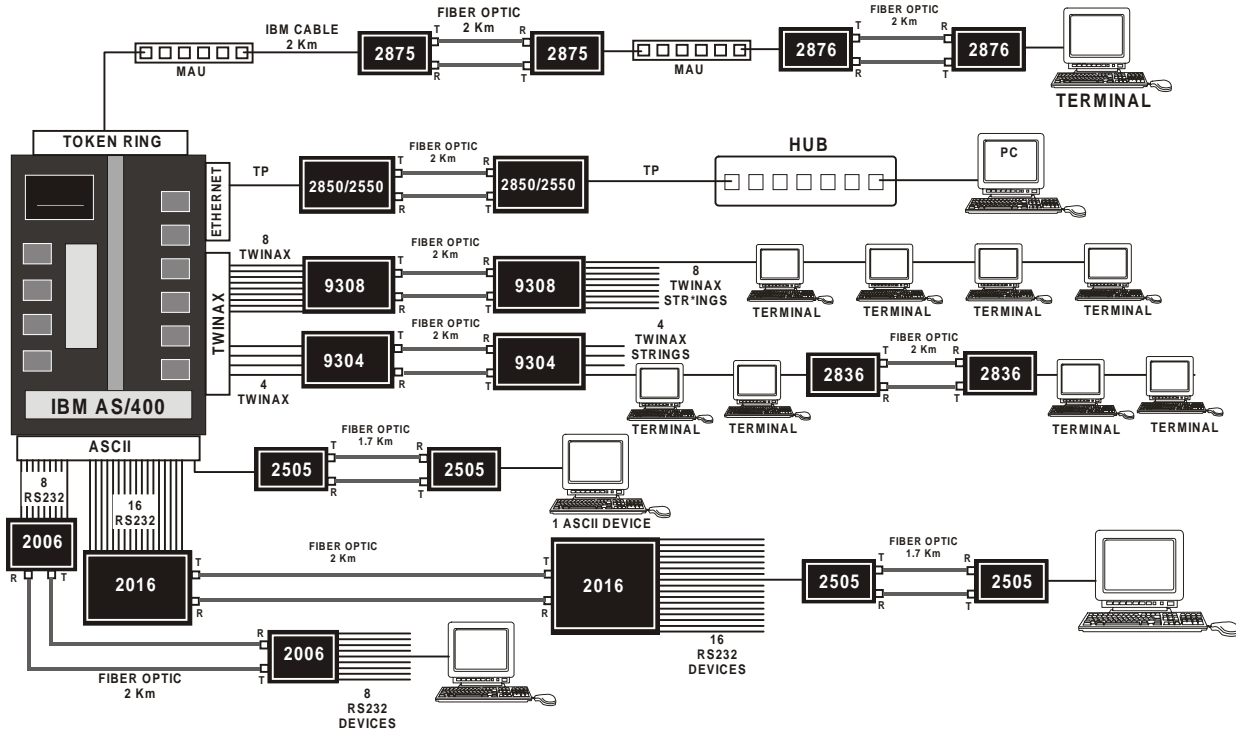 IBM CABLE
2 Km
FIBER OPTIC
2 Km
FIBER OPTIC
2 Km
MAU
2875
T
R
R
T
2875
MAU
2876
T
R
R
T
2876
TERMINAL
TOKEN RING
ETHERNET
TP
2850/2550
T
R
FIBER OPTIC
2 Km
R
T
2850/2550
TP
HUB
PC
TWINAX
8
TWINAX
9308
T
R
FIBER OPTIC
2 Km
R
T
9308
8
TWINAX
STR*INGS
TERMINAL
TERMINAL
TERMINAL
TERMINAL
4
TWINAX
9304
T
R
FIBER OPTIC
2 Km
R
T
9304
4
TWINAX
STRINGS
TERMINAL
TERMINAL
2836
T
R
FIBER OPTIC
2 Km
R
T
2836
TERMINAL
TERMINAL
IBM AS/400
ASCII
2505
T
R
FIBER OPTIC
1.7 Km
R
T
2505
1 ASCII DEVICE
8
RS232
16
RS232
2006
R
T
2016
T
R
FIBER OPTIC
2 Km
T
R
2016
16
RS232
DEVICES
2505
T
R
FIBER OPTIC
1.7 Km
R
T
2505
FIBER OPTIC
2 Km
R
T
2006
8
RS232
DEVICES